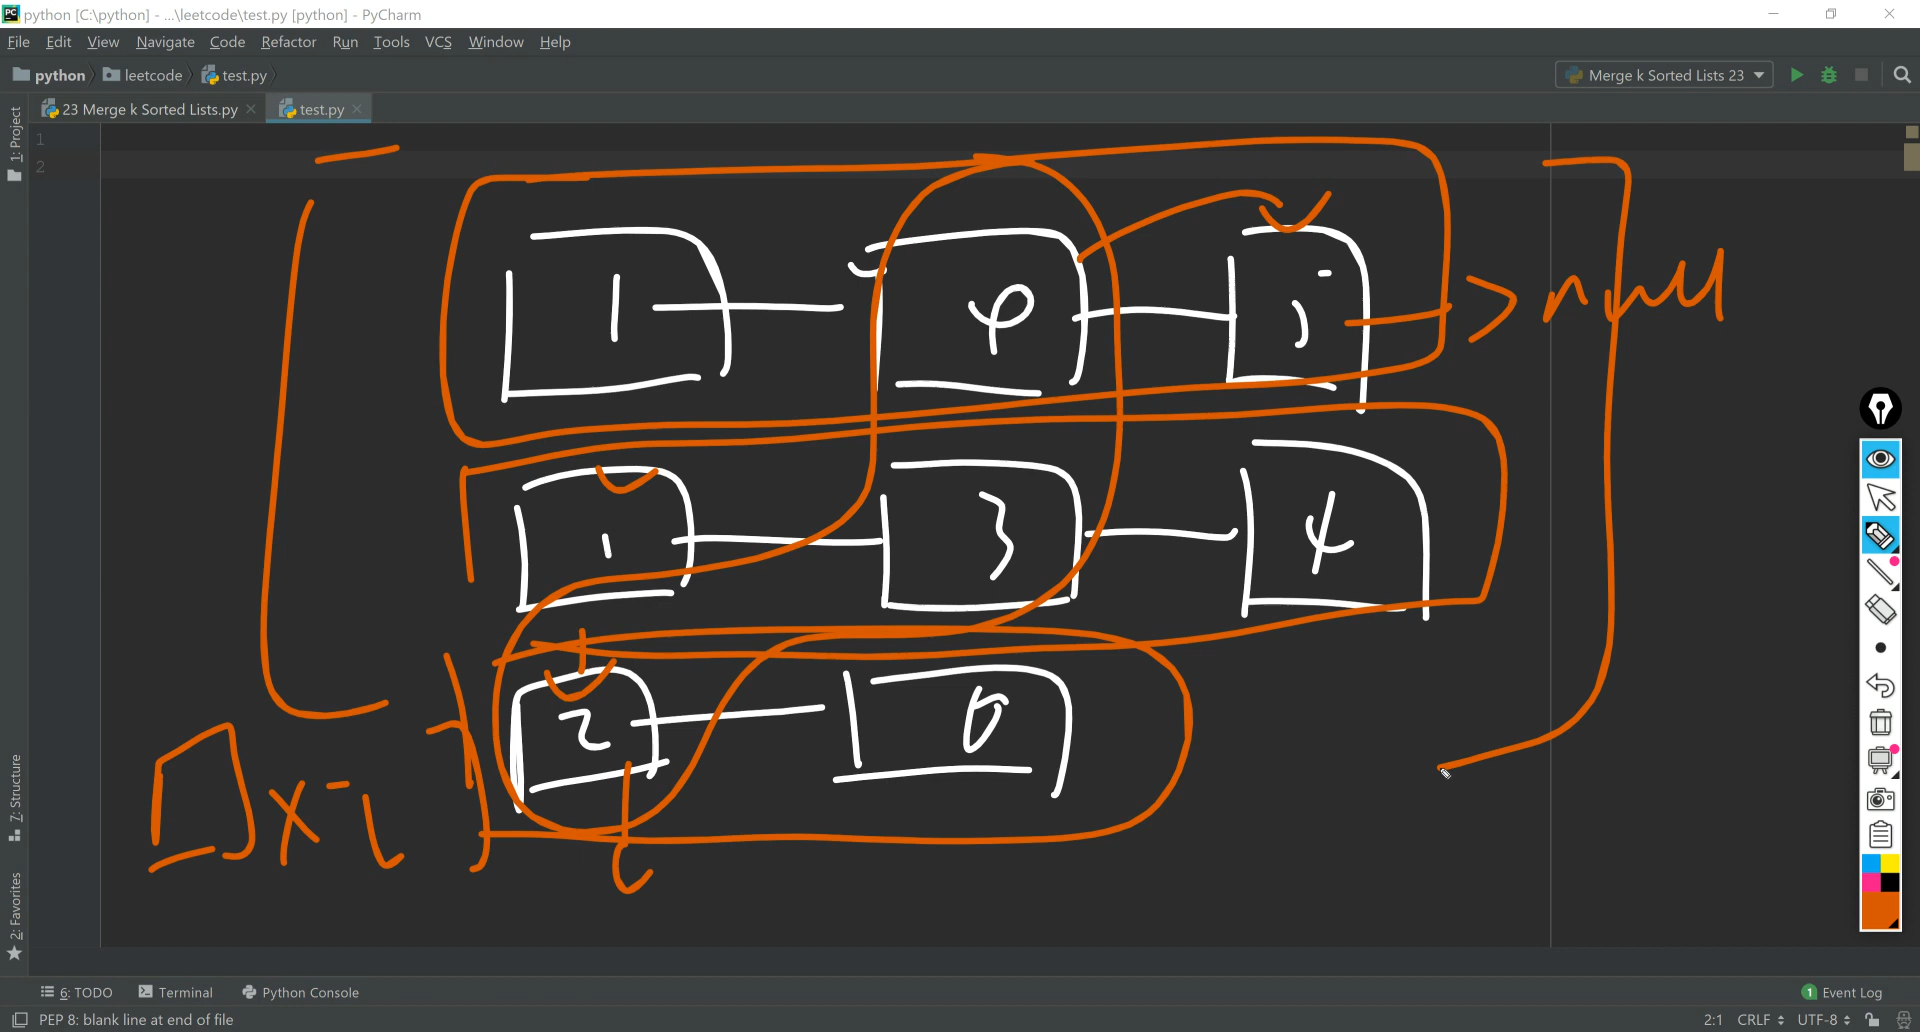 python [C:\python] - ...\leetcode\test.py [python] - PyCharm
File Edit View Navigate Code Refactor Run Tools VCS Window Help
python leetcode test.py Merge k Sorted Lists 23
23 Merge k Sorted Lists.py test.py
1: Project
1
2
1
null
1 3 4
2 6
7: Structure
2: Favorites
6: TODO Terminal Python Console 1 Event Log
PEP 8: blank line at end of file 2:1 CRLF UTF-8